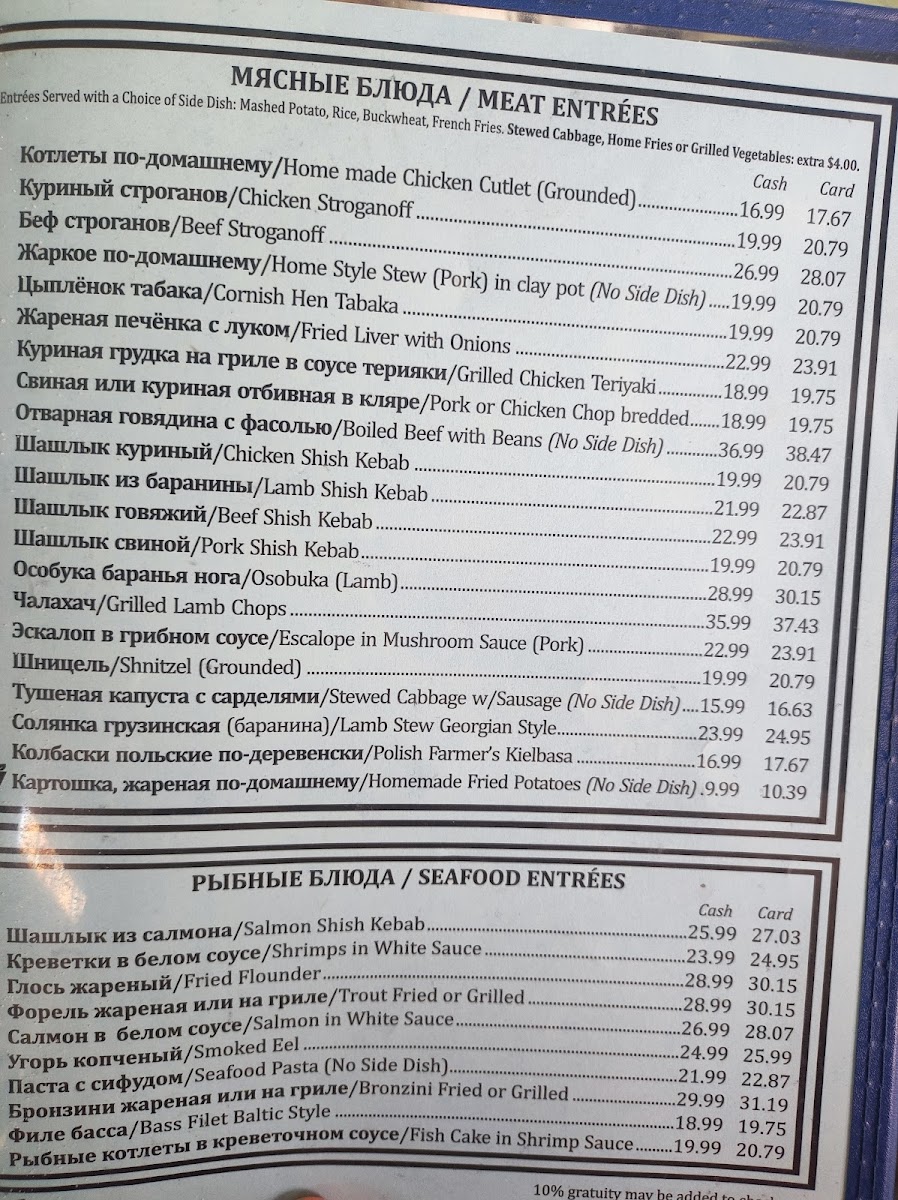 МЯСНЫЕ БЛЮДА / MEAT ENTRÉES
Entrées Served with a Choice of Side Dish: Mashed Potato, Rice, Buckwheat, French Fries. Stewed Cabbage, Home Fries or Grilled Vegetables: extra $4.00.
Cash Card
Котлеты по-домашнему/Home made Chicken Cutlet (Grounded)..........16.99 17.67
Куриный строганов/Chicken Stroganoff..........19.99 20.79
Беф строганов/Beef Stroganoff..........26.99 28.07
Жаркое по-домашнему/Home Style Stew (Pork) in clay pot (No Side Dish).....19.99 20.79
Цыплёнок табака/Cornish Hen Tabaka..........19.99 20.79
Жареная печёнка с луком/Fried Liver with Onions..........22.99 23.91
Куриная грудка на гриле в соусе терияки/Grilled Chicken Teriyaki..........18.99 19.75
Свиная или куриная отбивная в кляре/Pork or Chicken Chop bredded.......18.99 19.75
Отварная говядина с фасолью/Boiled Beef with Beans (No Side Dish)..........36.99 38.47
Шашлык куриный/Chicken Shish Kebab..........19.99 20.79
Шашлык из баранины/Lamb Shish Kebab..........21.99 22.87
Шашлык говяжий/Beef Shish Kebab..........22.99 23.91
Шашлык свиной/Pork Shish Kebab..........19.99 20.79
Особука баранья нога/Osobuka (Lamb)..........28.99 30.15
Чалахач/Grilled Lamb Chops..........35.99 37.43
Эскалоп в грибном соусе/Escalope in Mushroom Sauce (Pork)..........22.99 23.91
Шницель/Shnitzel (Grounded)..........19.99 20.79
Тушеная капуста с сарделями/Stewed Cabbage w/Sausage (No Side Dish)....15.99 16.63
Солянка грузинская (баранина)/Lamb Stew Georgian Style..........23.99 24.95
Колбаски польские по-деревенски/Polish Farmer's Kielbasa..........16.99 17.67
Картошка, жареная по-домашнему/Homemade Fried Potatoes (No Side Dish).9.99 10.39
РЫБНЫЕ БЛЮДА / SEAFOOD ENTRÉES
Cash Card
Шашлык из салмона/Salmon Shish Kebab..........25.99 27.03
Креветки в белом соусе/Shrimps in White Sauce..........23.99 24.95
Глось жареный/Fried Flounder..........28.99 30.15
Форель жареная или на гриле/Trout Fried or Grilled..........28.99 30.15
Салмон в белом соусе/Salmon in White Sauce..........26.99 28.07
Угорь копченый/Smoked Eel..........24.99 25.99
Паста с сифудом/Seafood Pasta (No Side Dish)..........21.99 22.87
Бронзини жареная или на гриле/Bronzini Fried or Grilled..........29.99 31.19
Филе басса/Bass Filet Baltic Style..........18.99 19.75
Рыбные котлеты в креветочном соусе/Fish Cake in Shrimp Sauce.........19.99 20.79
10% gratuity may be added to